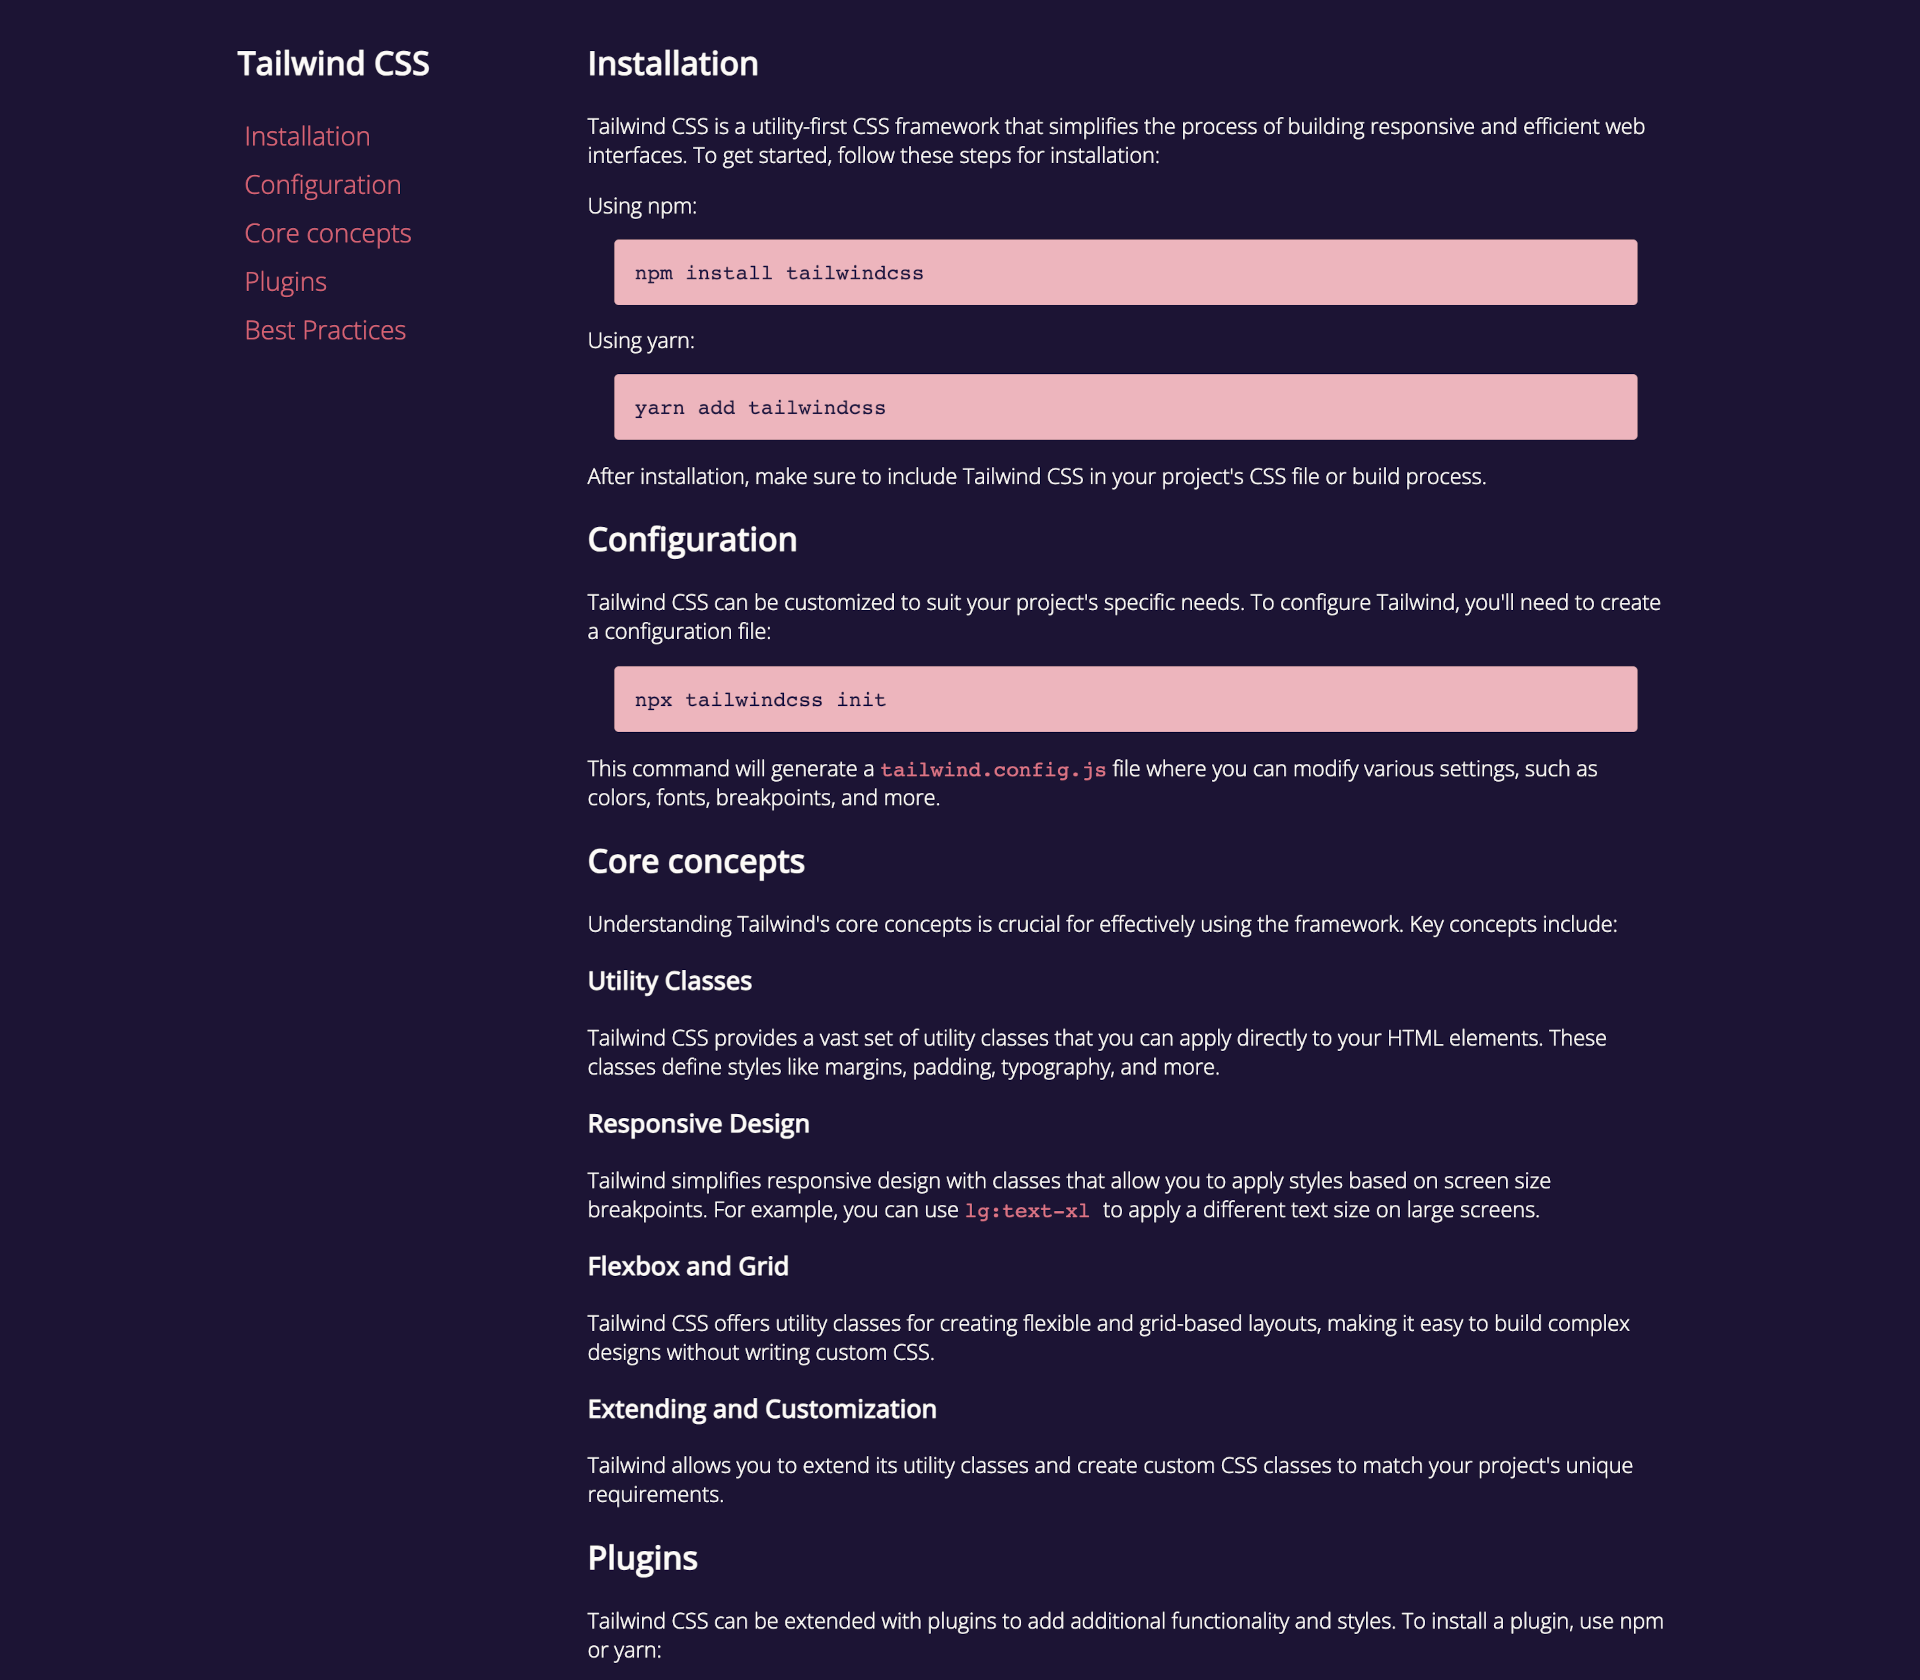 Tailwind CSS
Installation
Configuration
Core concepts
Plugins
Best Practices
Installation
Tailwind CSS is a utility-first CSS framework that simplifies the process of building responsive and efficient web
interfaces. To get started, follow these steps for installation:
Using npm:
npm install tailwindcss
Using yarn:
yarn add tailwindcss
After installation, make sure to include Tailwind CSS in your project's CSS file or build process.
Configuration
Tailwind CSS can be customized to suit your project's specific needs. To configure Tailwind, you'll need to create
a configuration file:
npx tailwindcss init
This command will generate a tailwind.config.js file where you can modify various settings, such as
colors, fonts, breakpoints, and more.
Core concepts
Understanding Tailwind's core concepts is crucial for effectively using the framework. Key concepts include:
Utility Classes
Tailwind CSS provides a vast set of utility classes that you can apply directly to your HTML elements. These
classes define styles like margins, padding, typography, and more.
Responsive Design
Tailwind simplifies responsive design with classes that allow you to apply styles based on screen size
breakpoints. For example, you can use lg:text-xl to apply a different text size on large screens.
Flexbox and Grid
Tailwind CSS offers utility classes for creating flexible and grid-based layouts, making it easy to build complex
designs without writing custom CSS.
Extending and Customization
Tailwind allows you to extend its utility classes and create custom CSS classes to match your project's unique
requirements.
Plugins
Tailwind CSS can be extended with plugins to add additional functionality and styles. To install a plugin, use npm
or yarn: